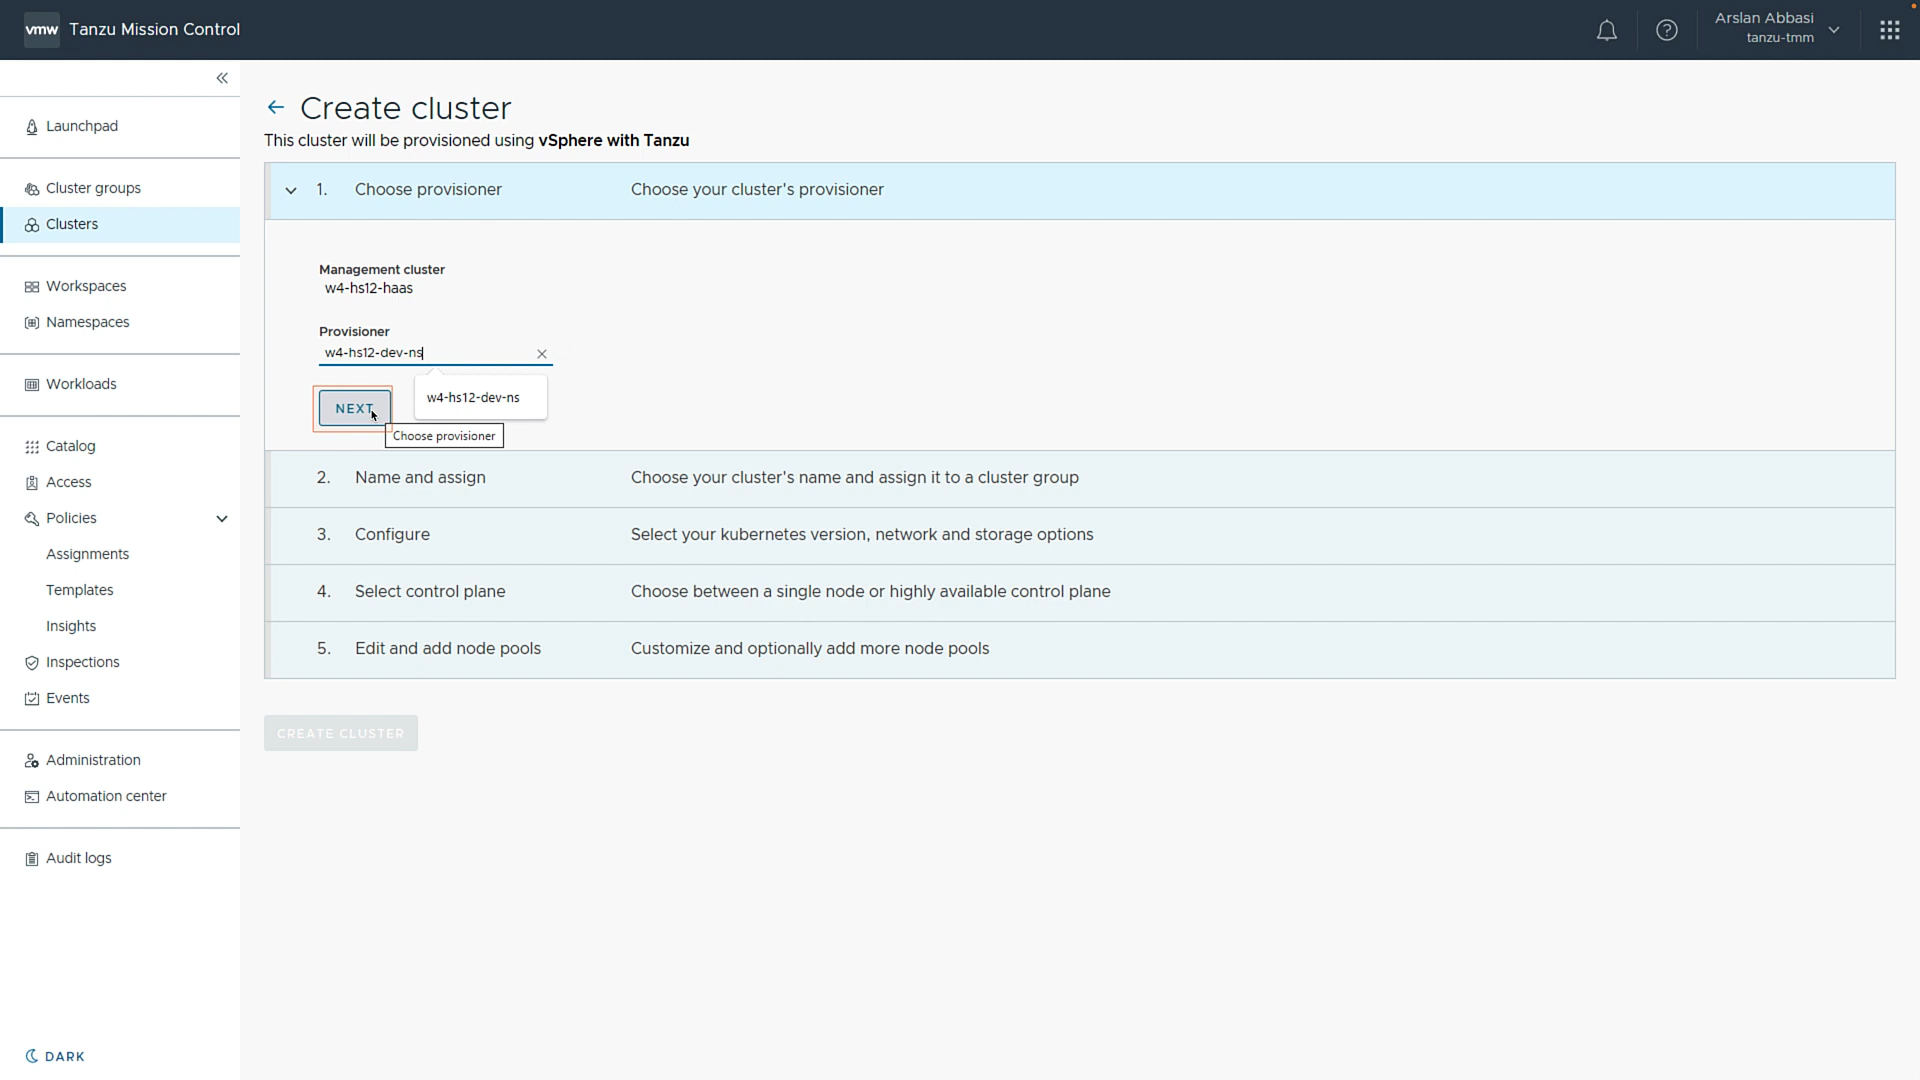 vmw Tanzu Mission Control
Arslan Abbasi
tanzu-tmm
Launchpad
Cluster groups
Clusters
Workspaces
Namespaces
Workloads
Catalog
Access
Policies
Assignments
Templates
Insights
Inspections
Events
Administration
Automation center
Audit logs
DARK
Create cluster
This cluster will be provisioned using vSphere with Tanzu
1. Choose provisioner Choose your cluster's provisioner
Management cluster
w4-hs12-haas
Provisioner
w4-hs12-dev-ns
w4-hs12-dev-ns
NEXT
Choose provisioner
2. Name and assign Choose your cluster's name and assign it to a cluster group
3. Configure Select your kubernetes version, network and storage options
4. Select control plane Choose between a single node or highly available control plane
5. Edit and add node pools Customize and optionally add more node pools
CREATE CLUSTER